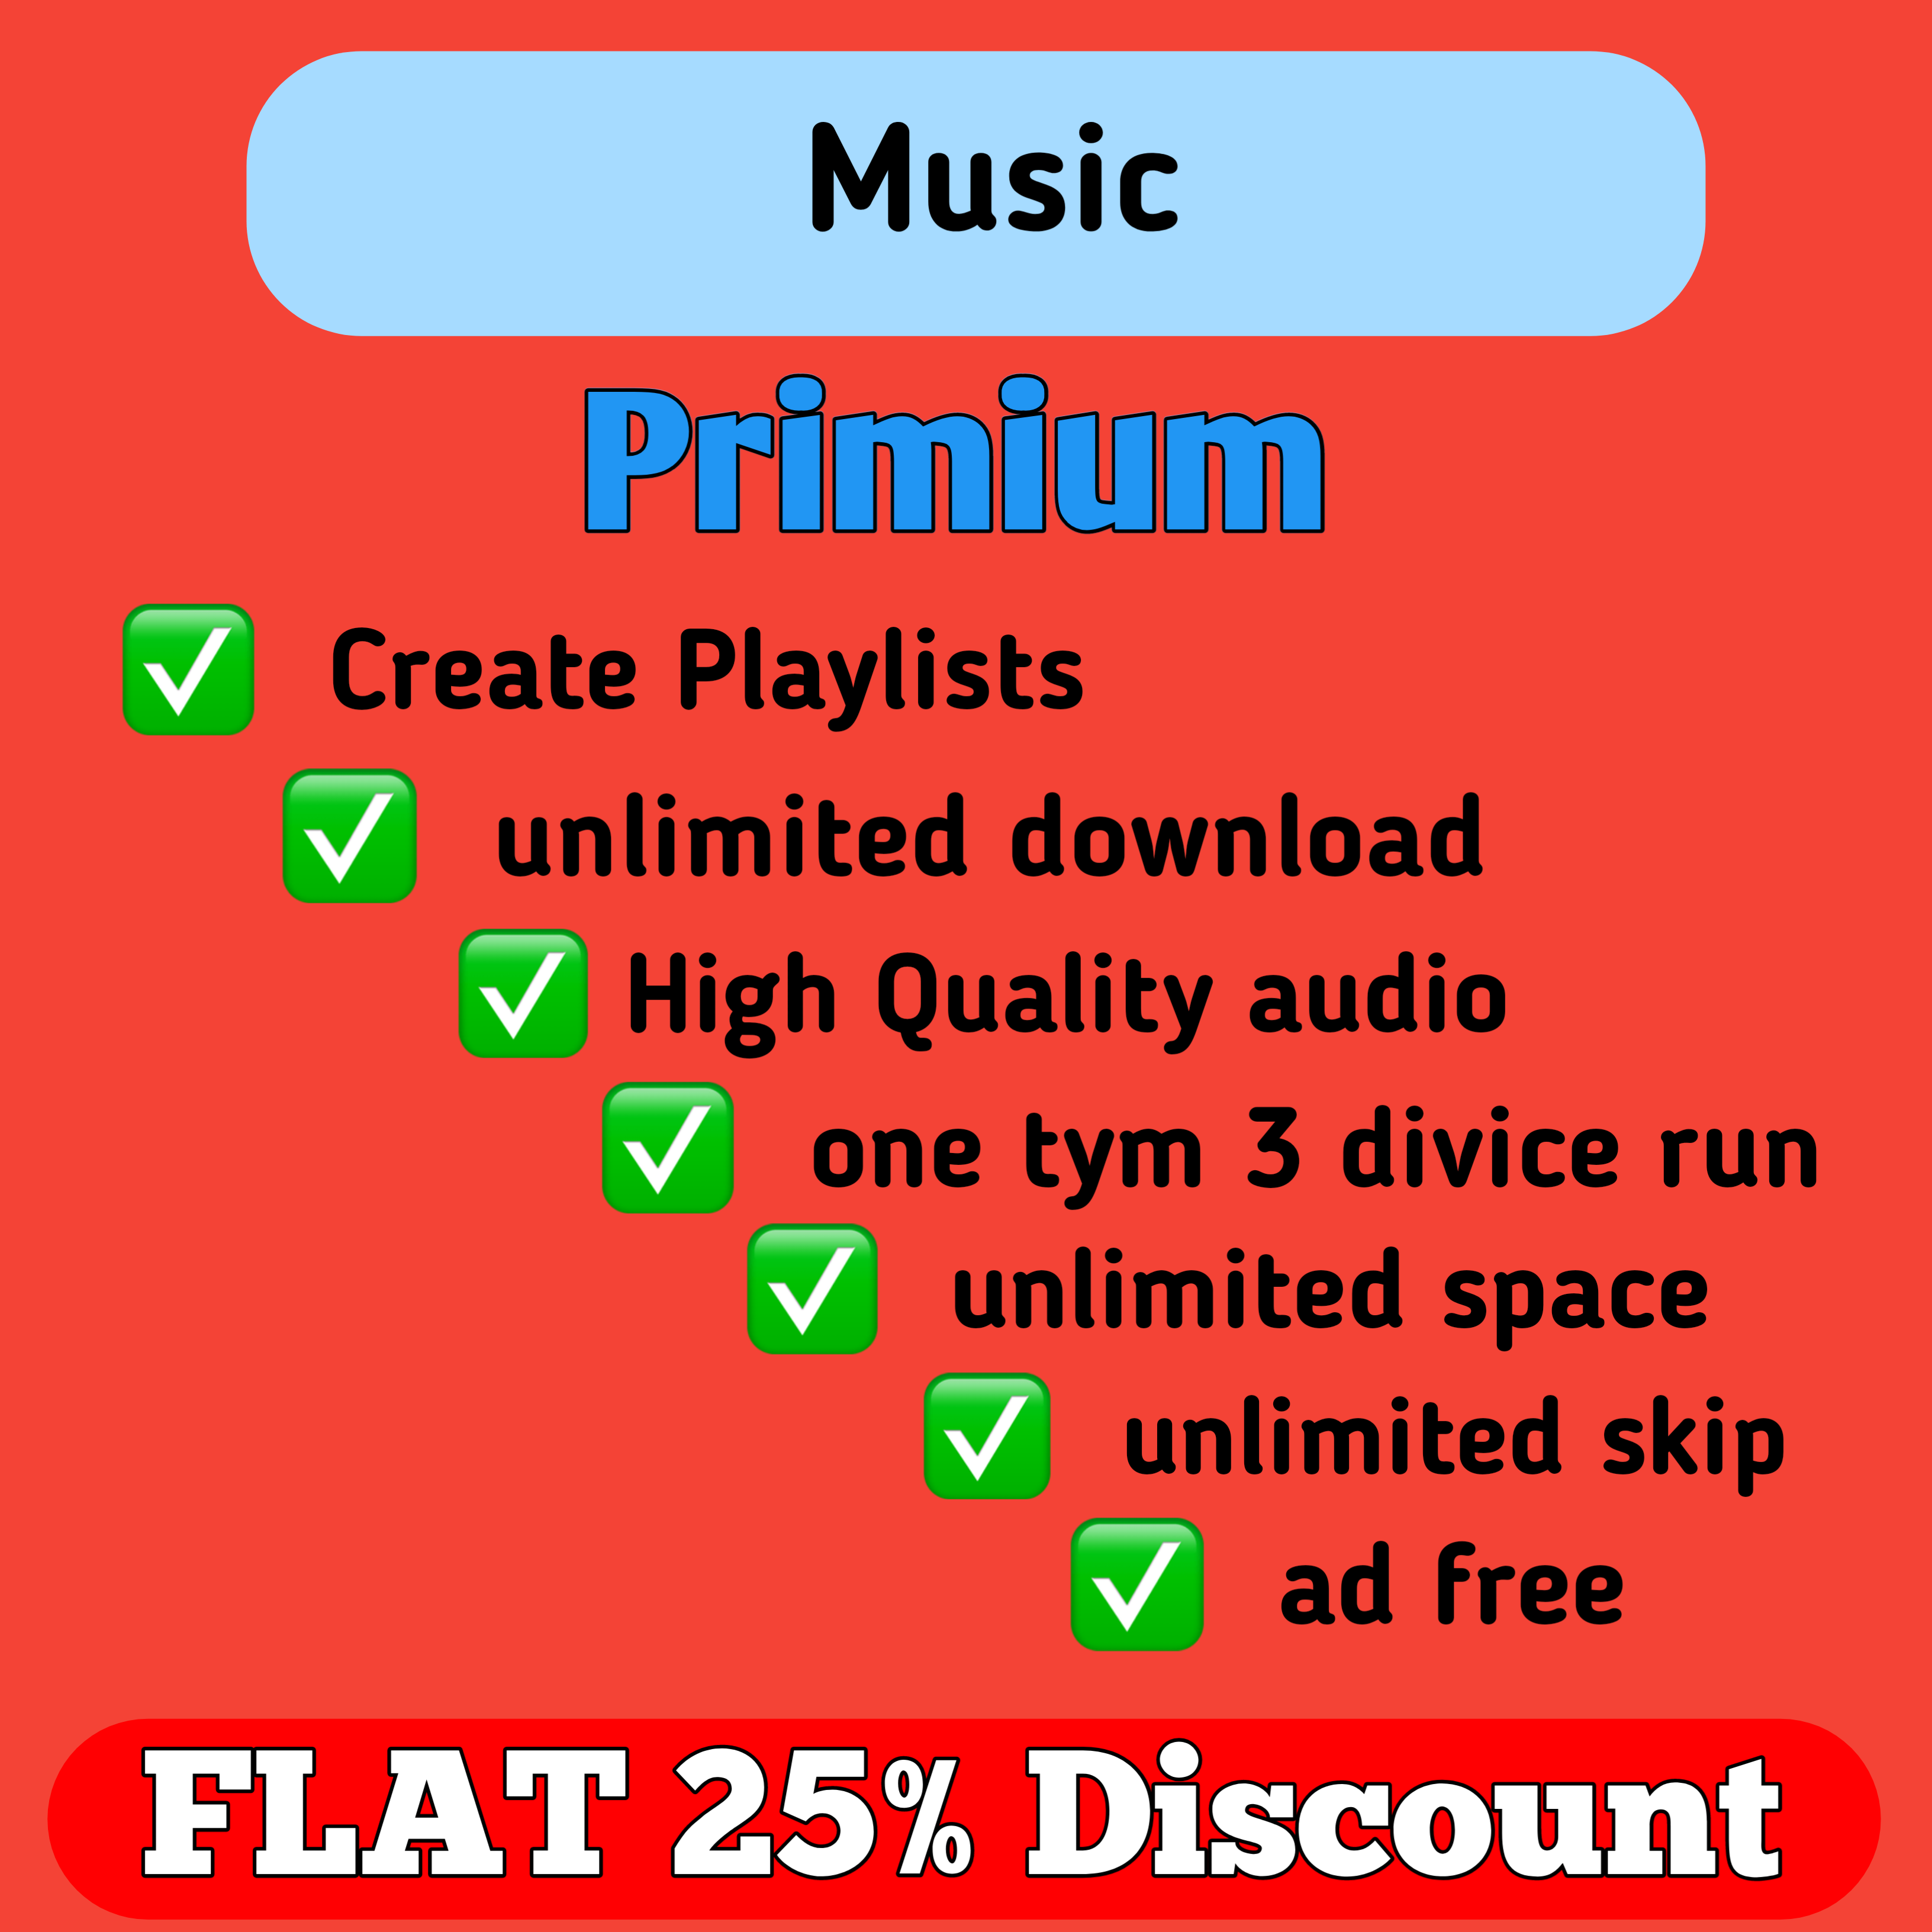 Music
Primium
Create Playlists
unlimited download
High Quality audio
one tym 3 divice run
unlimited space
unlimited skip
ad free
FLAT 25% Discount